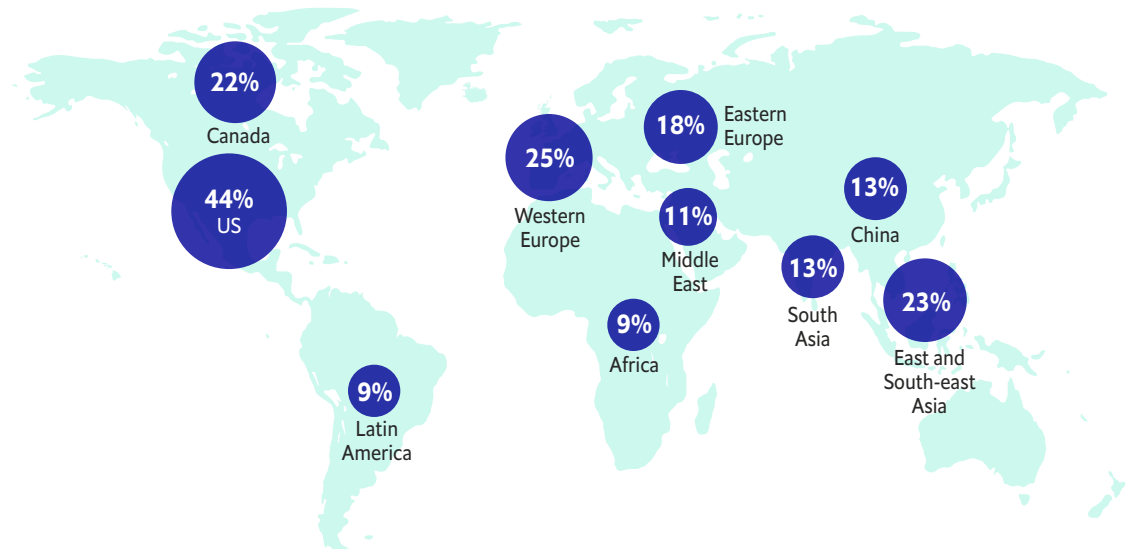 22%
Canada
44%
US
9%
Latin
America
25%
Western
Europe
18%
Eastern
Europe
11%
Middle
East
9%
Africa
13%
China
13%
South
Asia
23%
East and
South-east
Asia